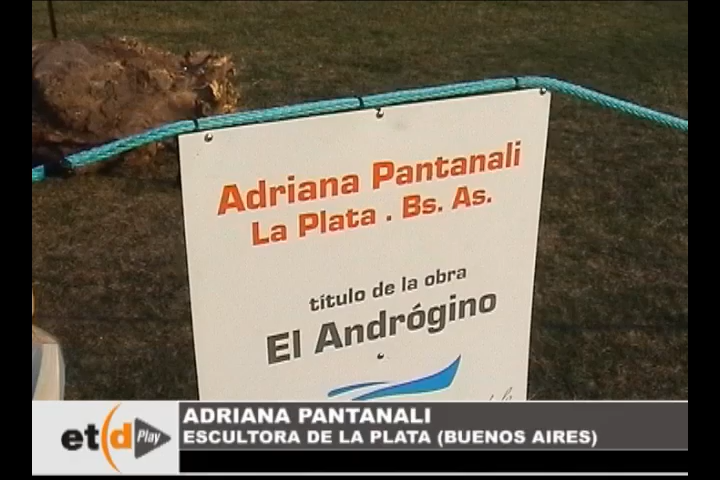 Adriana Pantanali
La Plata . Bs. As.
título de la obra
El Andrógino
etd Play
ADRIANA PANTANALI
ESCULTORA DE LA PLATA (BUENOS AIRES)